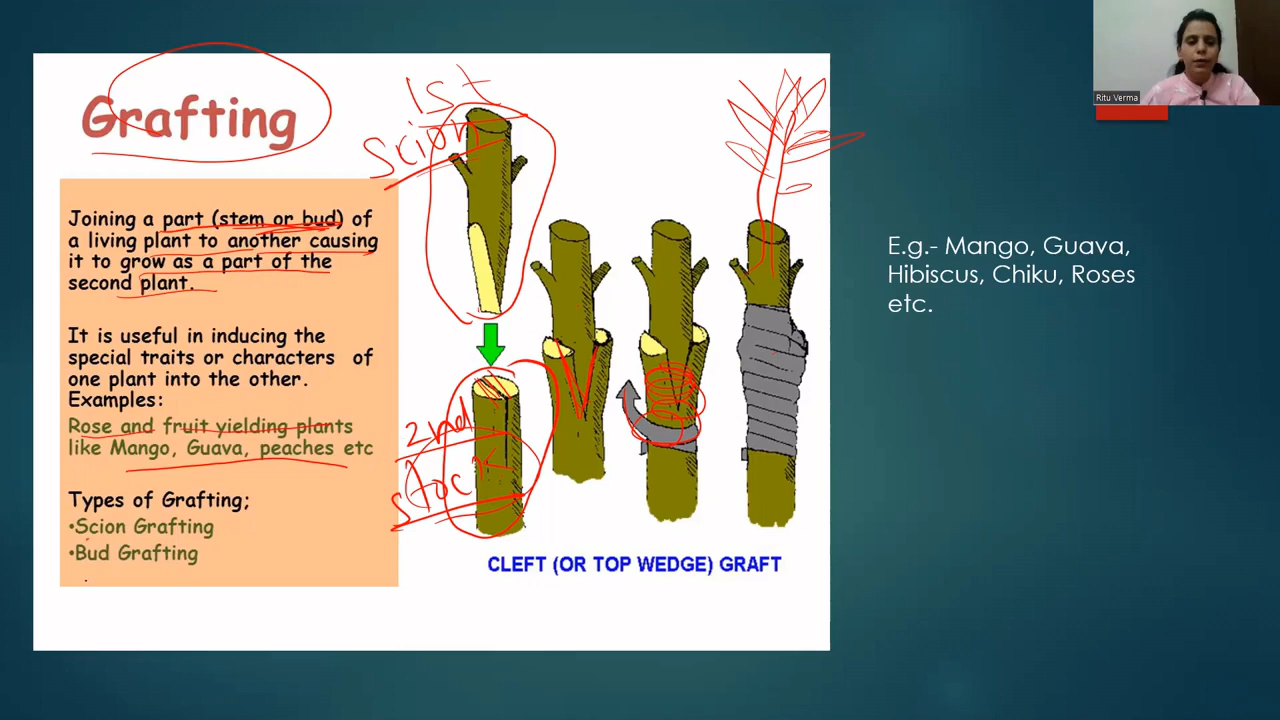 Grafting
Joining a part (stem or bud) of
a living plant to another causing
it to grow as a part of the
second plant.
It is useful in inducing the
special traits or characters of
one plant into the other.
Examples:
Rose and fruit yielding plants
like Mango, Guava, peaches etc
Types of Grafting;
•Scion Grafting
•Bud Grafting
1st
Scion
2nd
Stock
CLEFT (OR TOP WEDGE) GRAFT
E.g.- Mango, Guava,
Hibiscus, Chiku, Roses
etc.
Ritu Verma